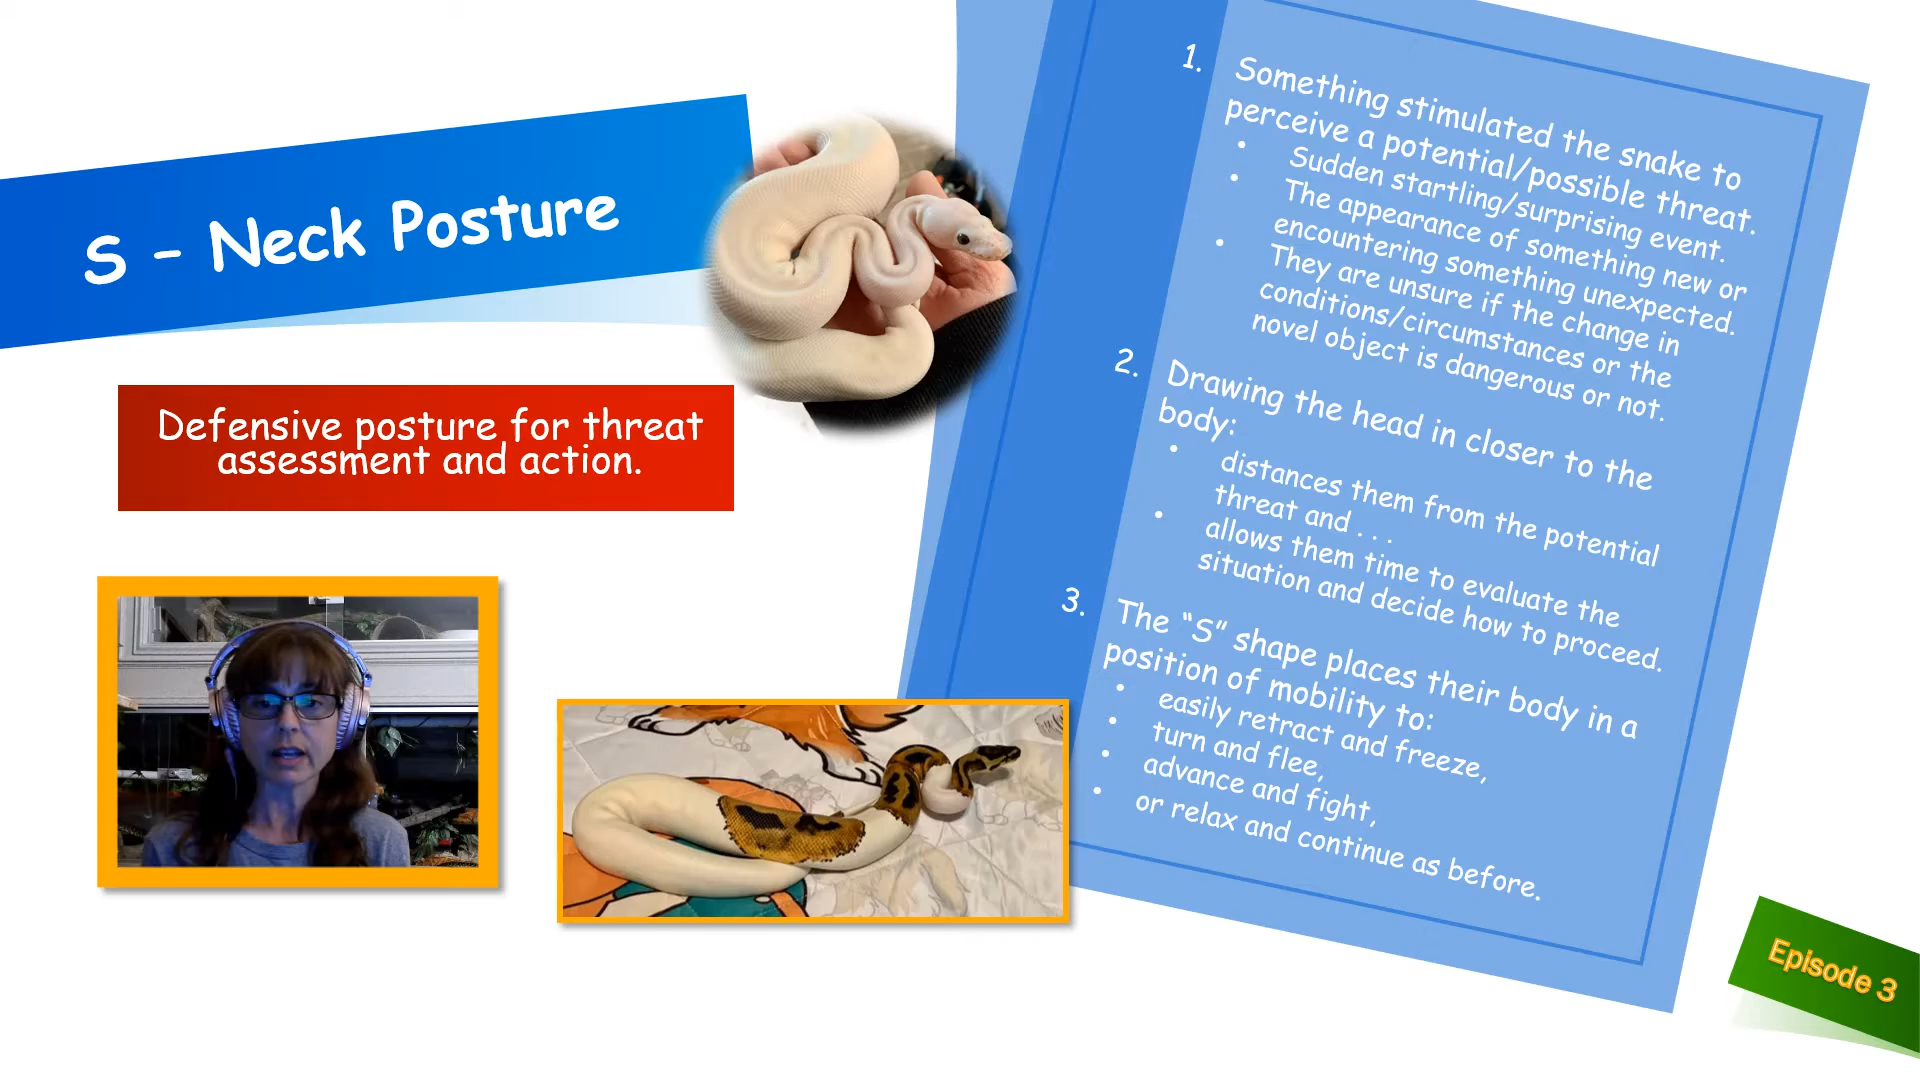 S – Neck Posture
Defensive posture for threat
assessment and action.
1. Something stimulated the snake to
perceive a potential/possible threat.
• Sudden startling/surprising event.
• The appearance of something new or
encountering something unexpected.
• They are unsure if the change in
conditions/circumstances or the
novel object is dangerous or not.
2. Drawing the head in closer to the
body:
• distances them from the potential
threat and . . .
• allows them time to evaluate the
situation and decide how to proceed.
3. The “S” shape places their body in a
position of mobility to:
• easily retract and freeze,
• turn and flee,
• advance and fight,
• or relax and continue as before.
Episode 3